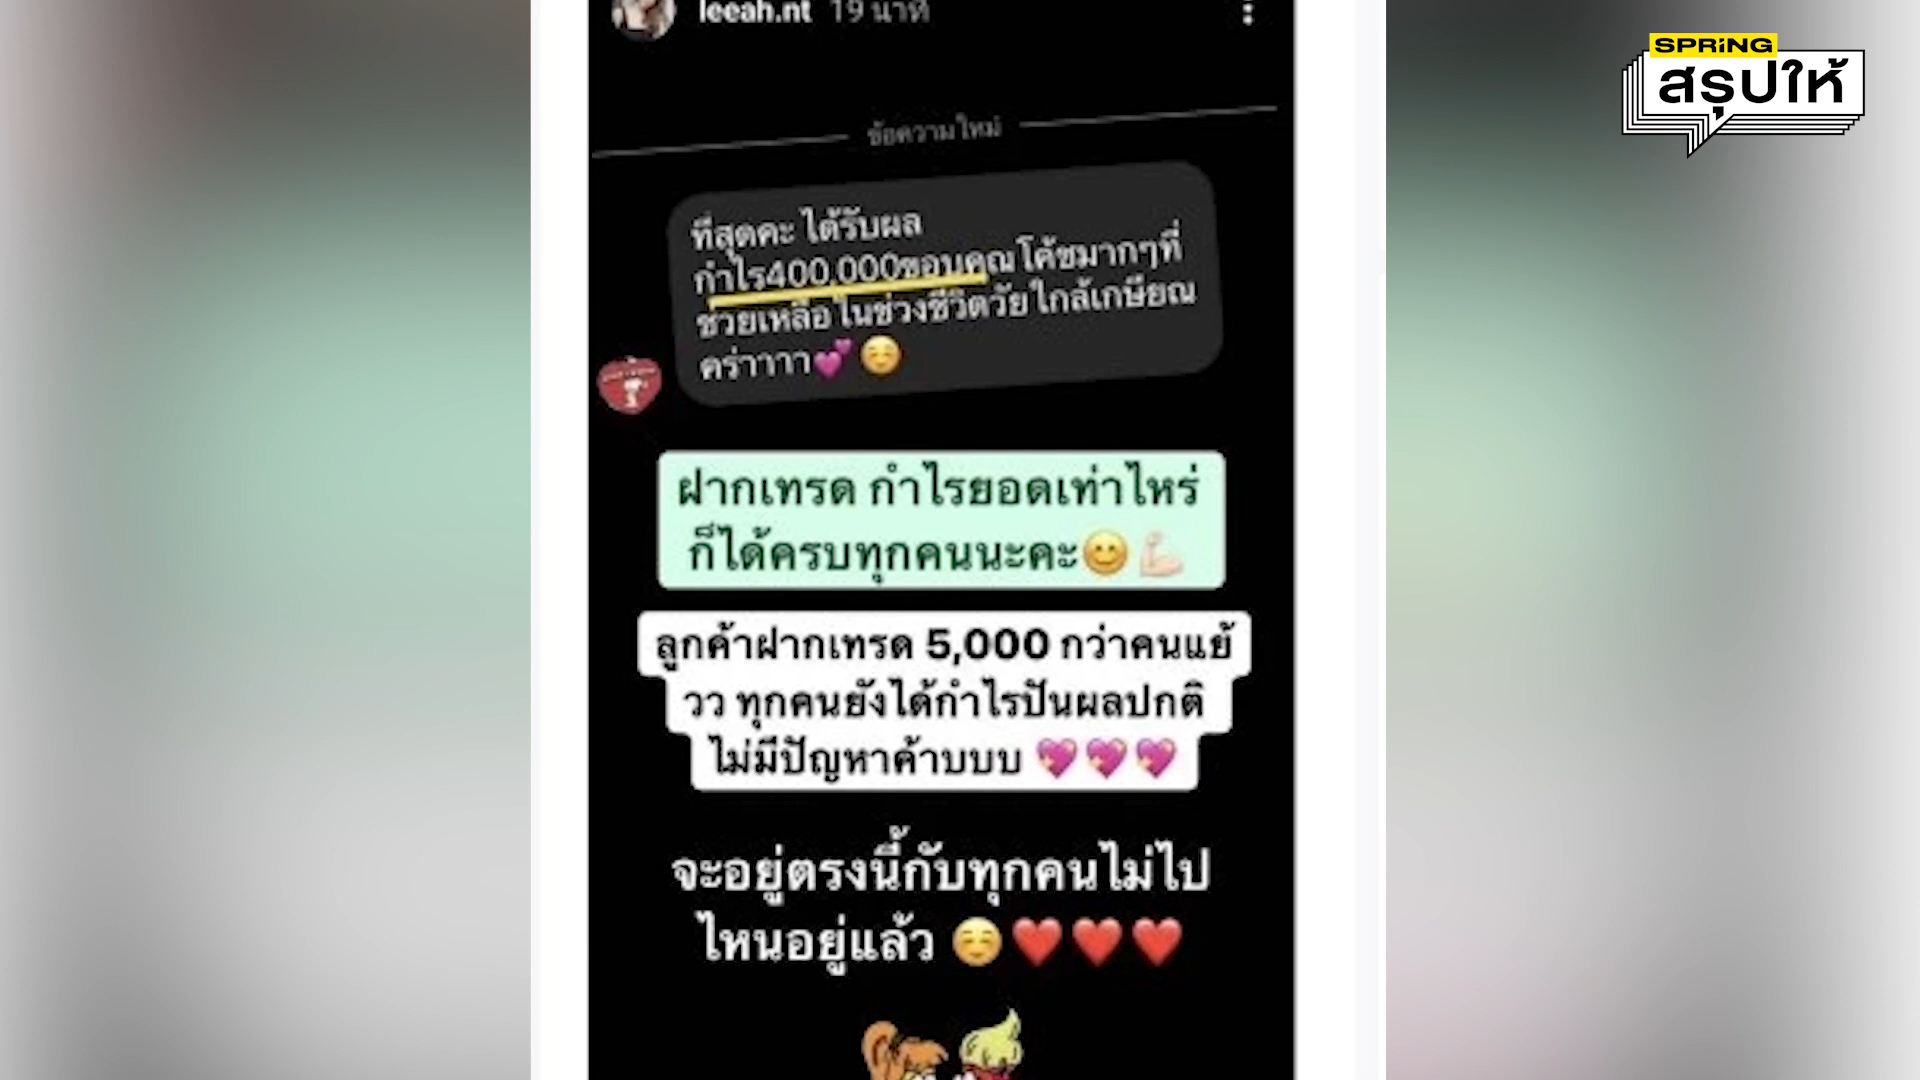 leeah.nt 19 นาที
SPRiNG
สรุปให้
ข้อความใหม่
ที่สุดคะ ได้รับผล
กำไร400,000ขอบคุณโค้ชมากๆที่
ช่วยเหลือในช่วงชีวิตวัยใกล้เกษียณ
คร่าาาา💕☺️
ฝากเทรด กำไรยอดเท่าไหร่
ก็ได้ครบทุกคนนะคะ😊💪🏻
ลูกค้าฝากเทรด 5,000 กว่าคนแย้
วว ทุกคนยังได้กำไรปันผลปกติ
ไม่มีปัญหาค้าบบบ 💖💖💖
จะอยู่ตรงนี้กับทุกคนไม่ไป
ไหนอยู่แล้ว ☺️❤️❤️❤️